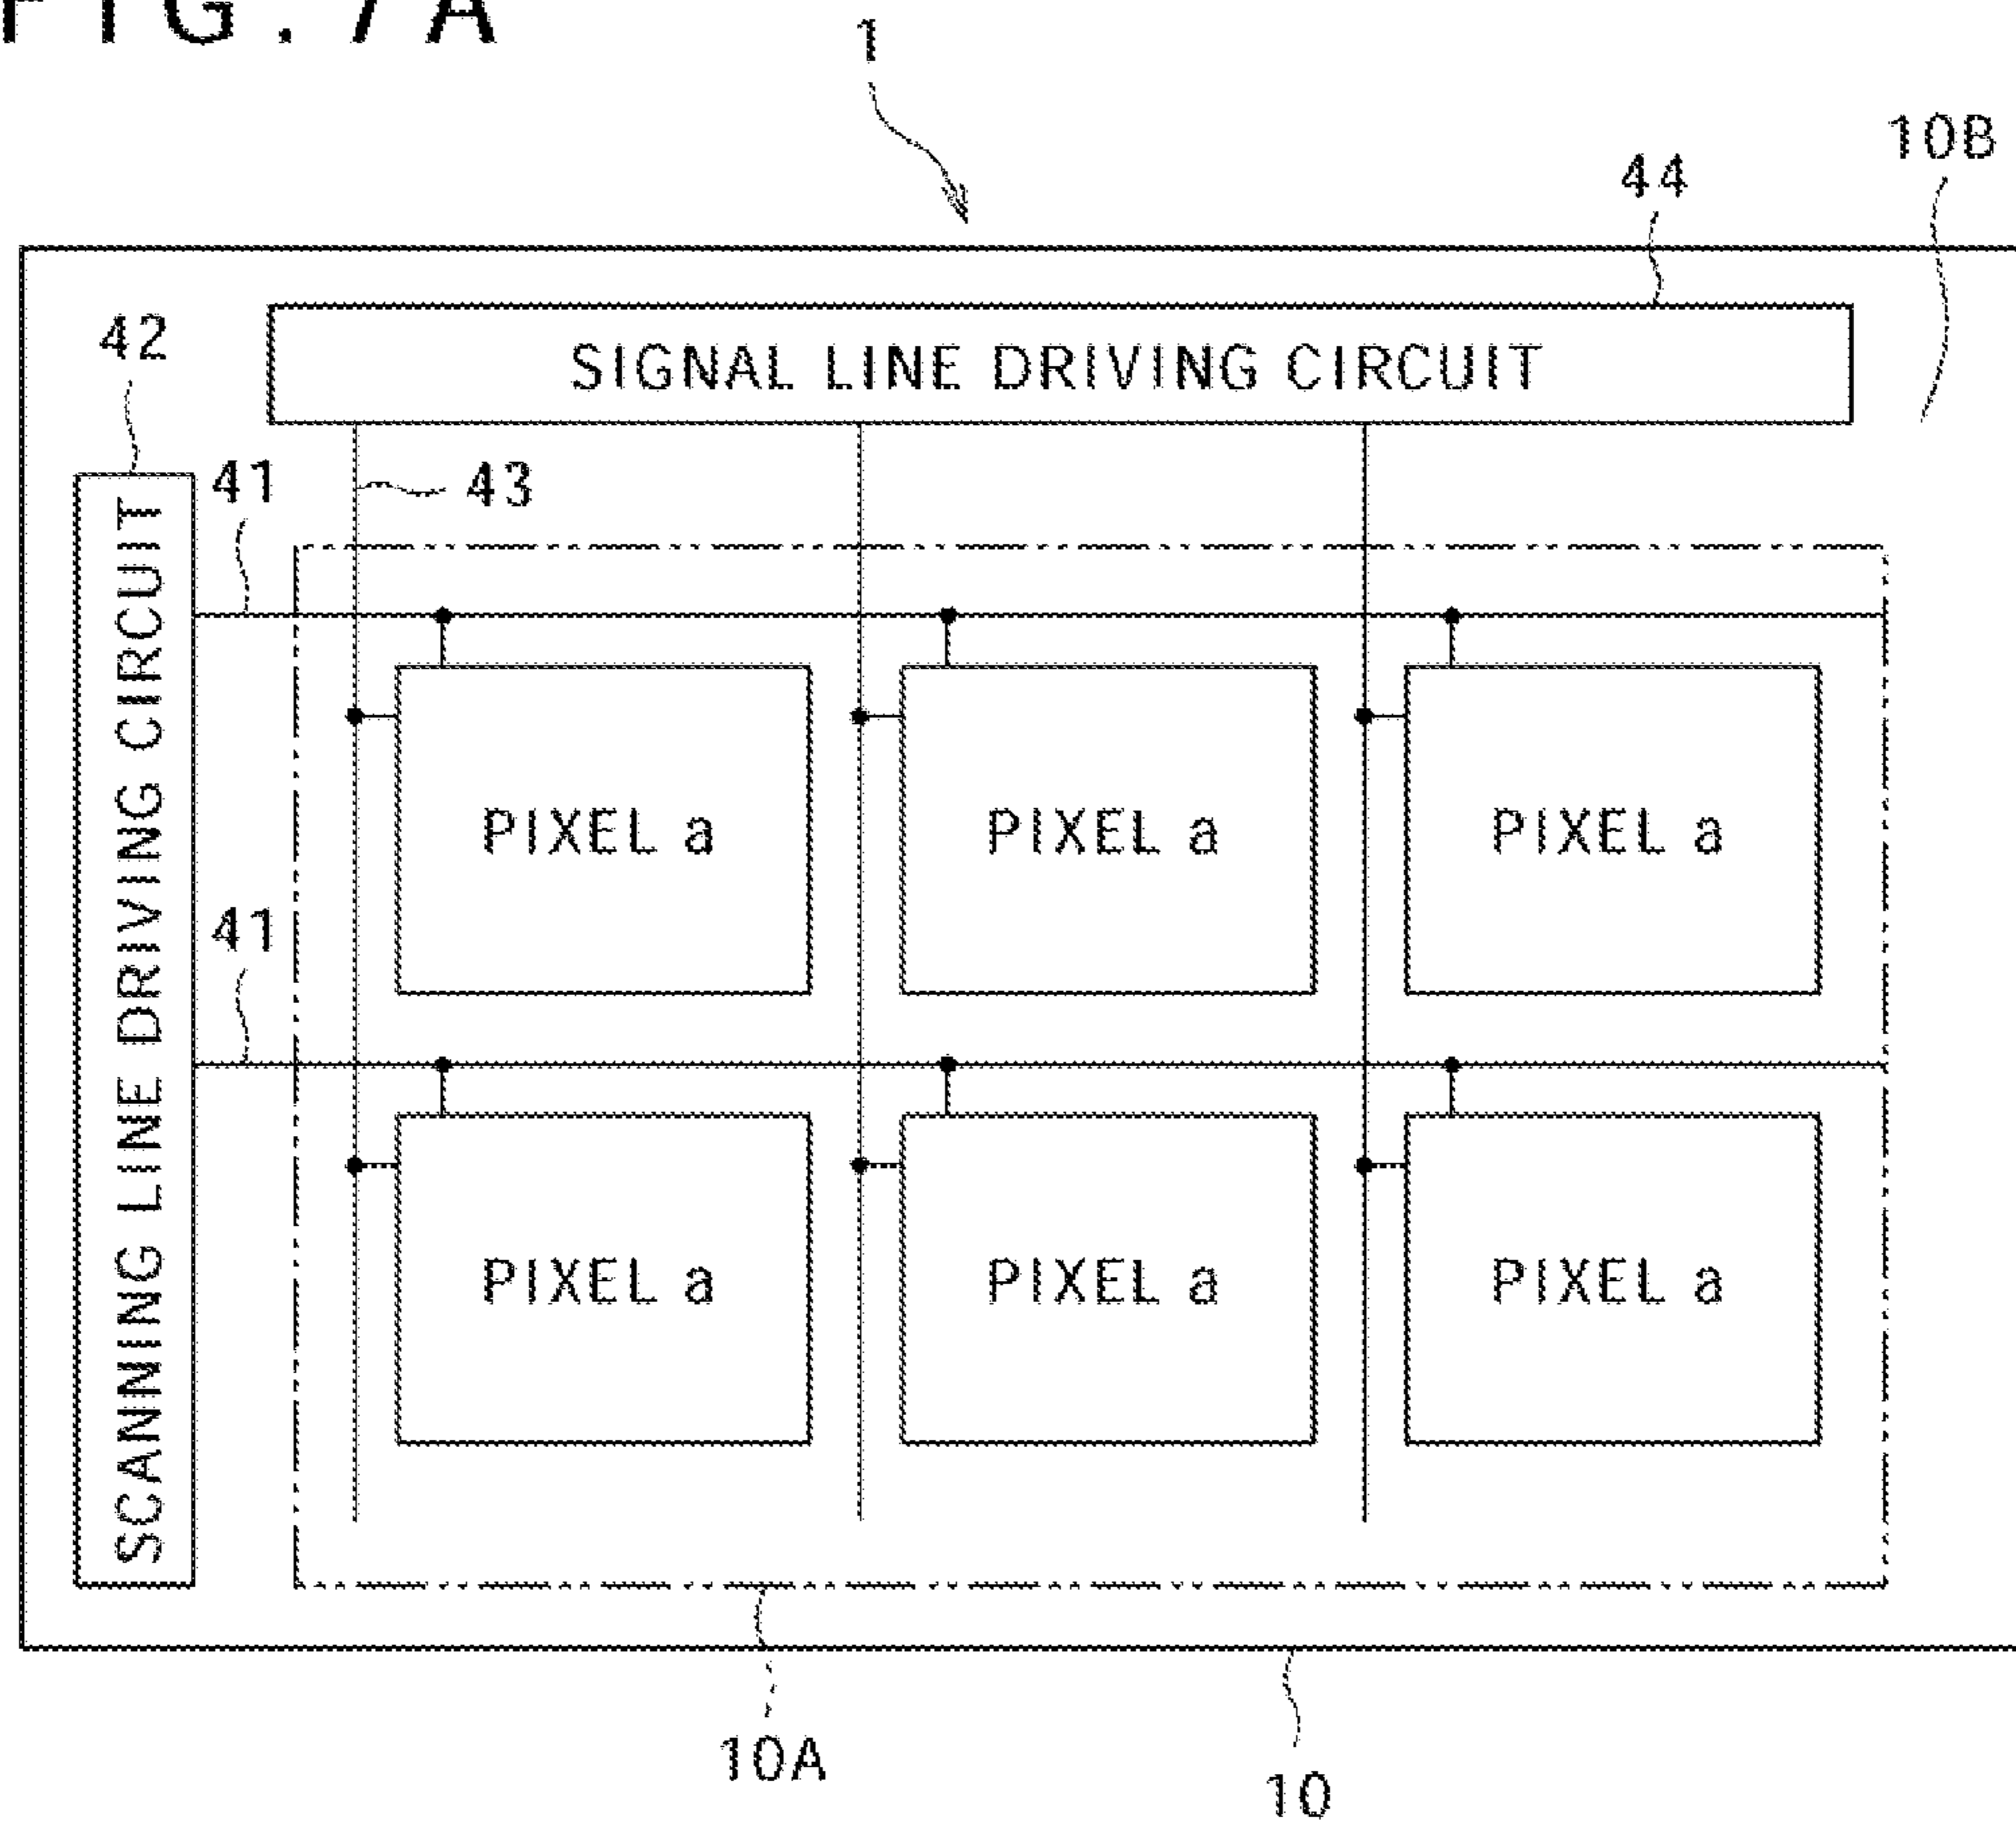 FIG. 7A
1
10B
44
42
SIGNAL LINE DRIVING CIRCUIT
41
43
SCANNING LINE DRIVING CIRCUIT
PIXEL a PIXEL a PIXEL a
41
PIXEL a PIXEL a PIXEL a
10A
10